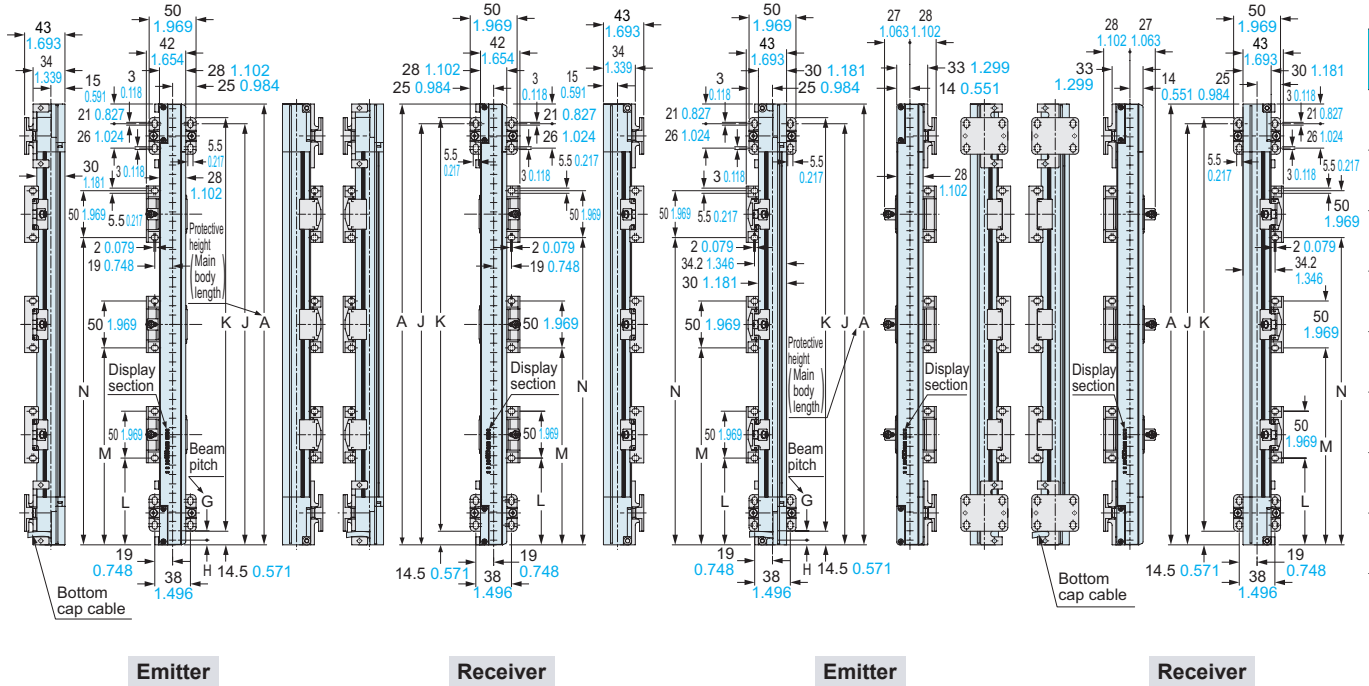 43
1.693
34
1.339
15
0.591
3
0.118
21 0.827
26 1.024
30
1.181
3 0.118
50 1.969
5.5 0.217
2 0.079
19 0.748
50
1.969
42
1.654
28 1.102
25 0.984
5.5
0.217
28
1.102
Protective
height
(Main
body
length)
K J A
50
1.969
Display
section
50 1.969
N
M
L
Beam
pitch
G
H
19
0.748
38
1.496
14.5 0.571
Bottom
cap cable
Emitter
50
1.969
42
1.654
28 1.102
25 0.984
3
0.118
15
0.591
21
0.827
26 1.024
5.5
0.217
5.5 0.217
3 0.118
50 1.969
2 0.079
19 0.748
A J K
50 1.969
Display
section
50 1.969
L
M
N
14.5 0.571
19
0.748
38
1.496
43
1.693
34
1.339
Receiver
50
1.969
43
1.693
30 1.181
25 0.984
3
0.118
21 0.827
26 1.024
3 0.118
5.5
0.217
50 1.969
5.5 0.217
2 0.079
34.2 1.346
30 1.181
50 1.969
K J A
Protective
height
(Main
body
length)
50 1.969
N
M
L
Beam
pitch
G
H
19
0.748
38
1.496
14.5 0.571
27
1.063
28
1.102
33 1.299
14 0.551
28
1.102
Display
section
Emitter
28
1.102
27
1.063
33
1.299
14
0.551
Display
section
Bottom
cap cable
50
1.969
43
1.693
25
0.984
30 1.181
3 0.118
21 0.827
26 1.024
5.5
0.217
5.5 0.217
3 0.118
50
1.969
2 0.079
34.2
1.346
A J K
50
1.969
50
1.969
L
M
N
14.5 0.571
19
0.748
38
1.496
Receiver